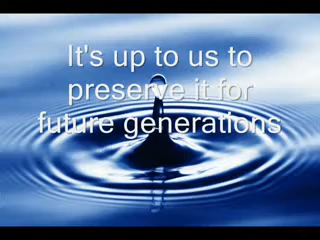 It's up to us to
preserve it for
future generations